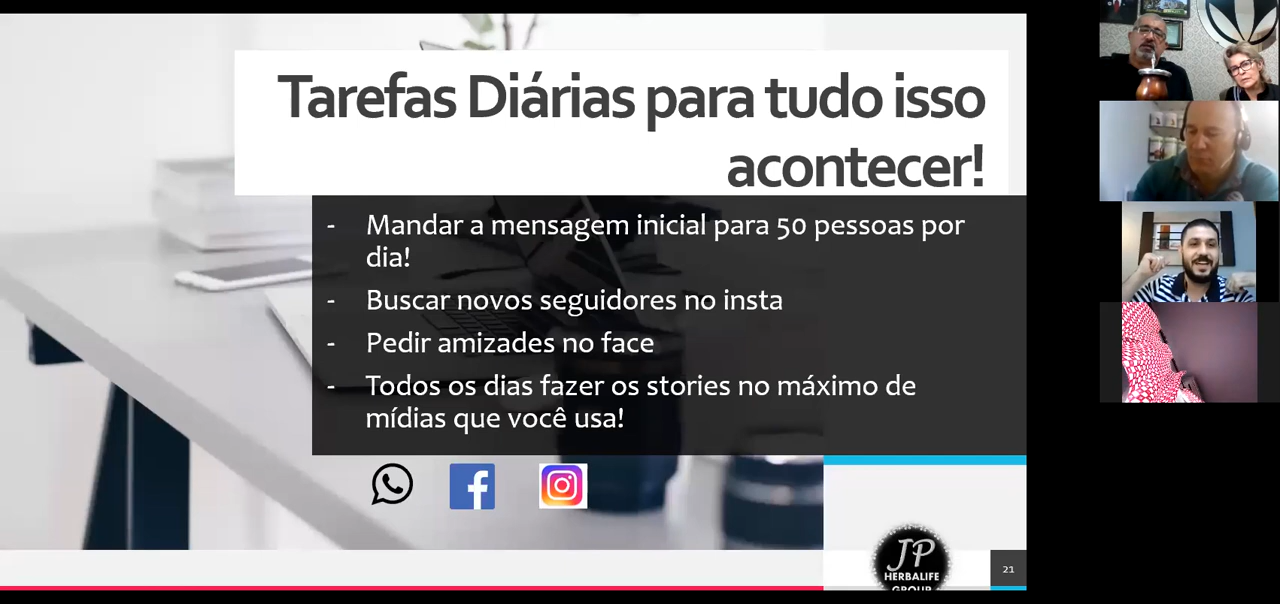 Tarefas Diárias para tudo isso
acontecer!
- Mandar a mensagem inicial para 50 pessoas por
dia!
- Buscar novos seguidores no insta
- Pedir amizades no face
- Todos os dias fazer os stories no máximo de
mídias que você usa!
JP
HERBALIFE
GROUP
21